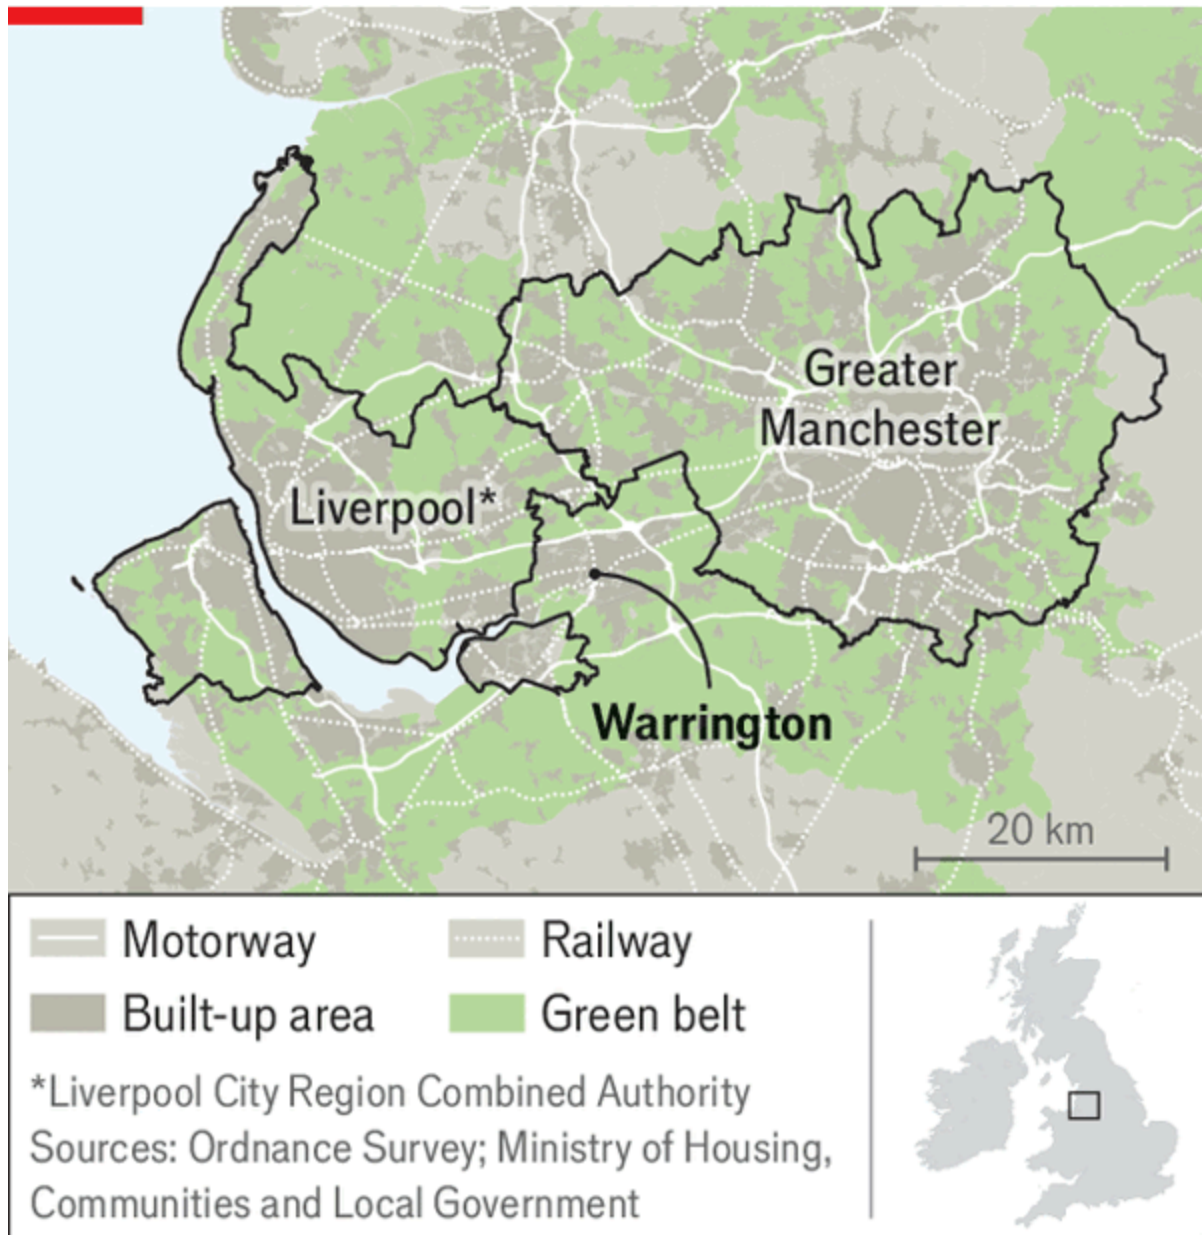 Greater
Manchester
Liverpool*
Warrington
20 km
Motorway
Railway
Built-up area
Green belt
*Liverpool City Region Combined Authority
Sources: Ordnance Survey; Ministry of Housing,
Communities and Local Government